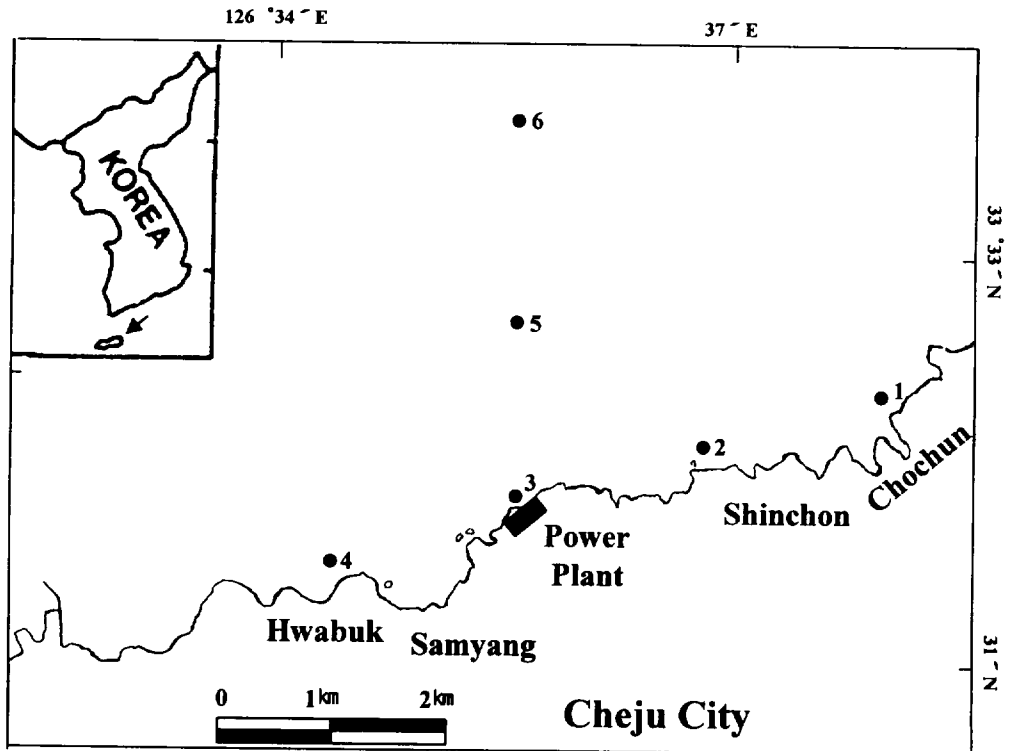 126 °34´ E
37´ E
KOREA
6
33 °33´ N
5
1
2
Chochun
3
Shinchon
Power
Plant
4
Hwabuk
Samyang
31´ N
0 1 km 2 km
Cheju City